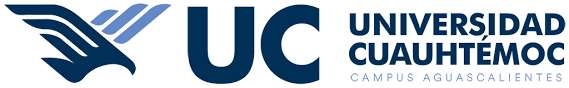 UC
UNIVERSIDAD
CUAUHTÉMOC
CAMPUS AGUASCALIENTES